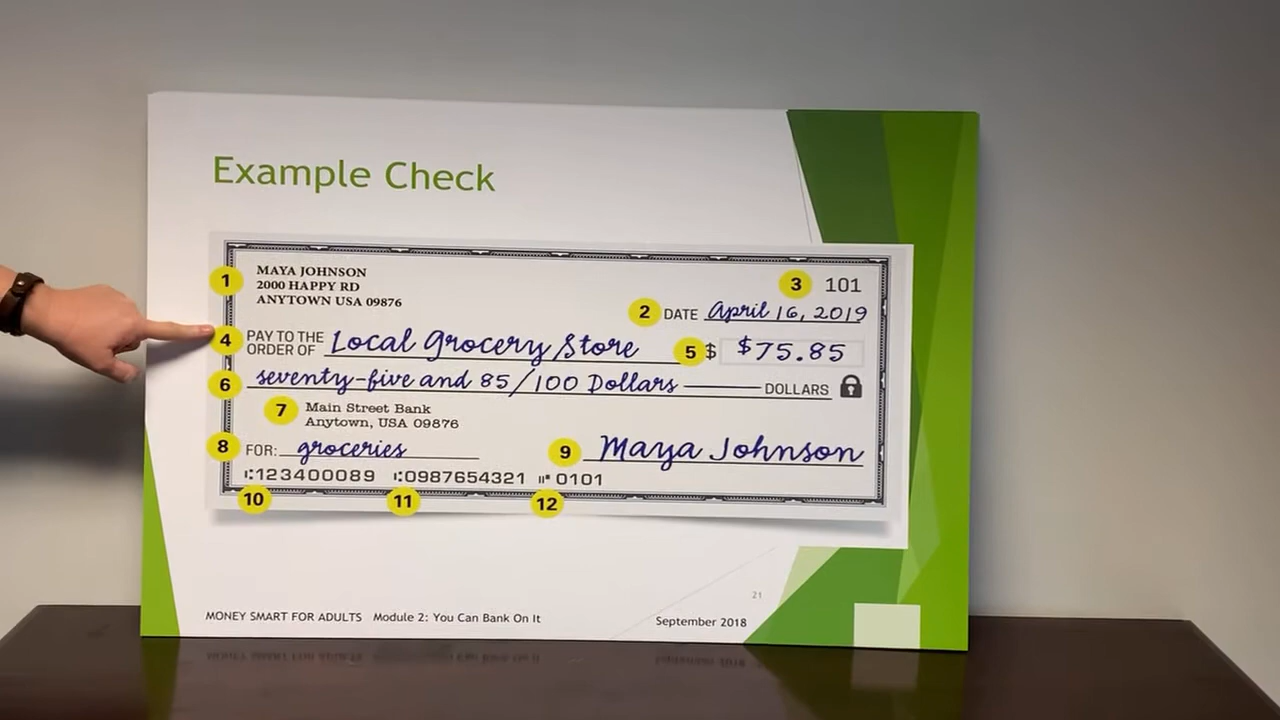 Example Check
1 MAYA JOHNSON
2000 HAPPY RD
ANYTOWN USA 09876
3 101
2 DATE April 16, 2019
4 PAY TO THE
ORDER OF Local Grocery Store
5 $ $75.85
6 seventy-five and 85/100 Dollars DOLLARS
7 Main Street Bank
Anytown, USA 09876
8 FOR: groceries
9 Maya Johnson
⑆123400089 ⑆0987654321 ⑈0101
10 11 12
21
MONEY SMART FOR ADULTS Module 2: You Can Bank On It
September 2018